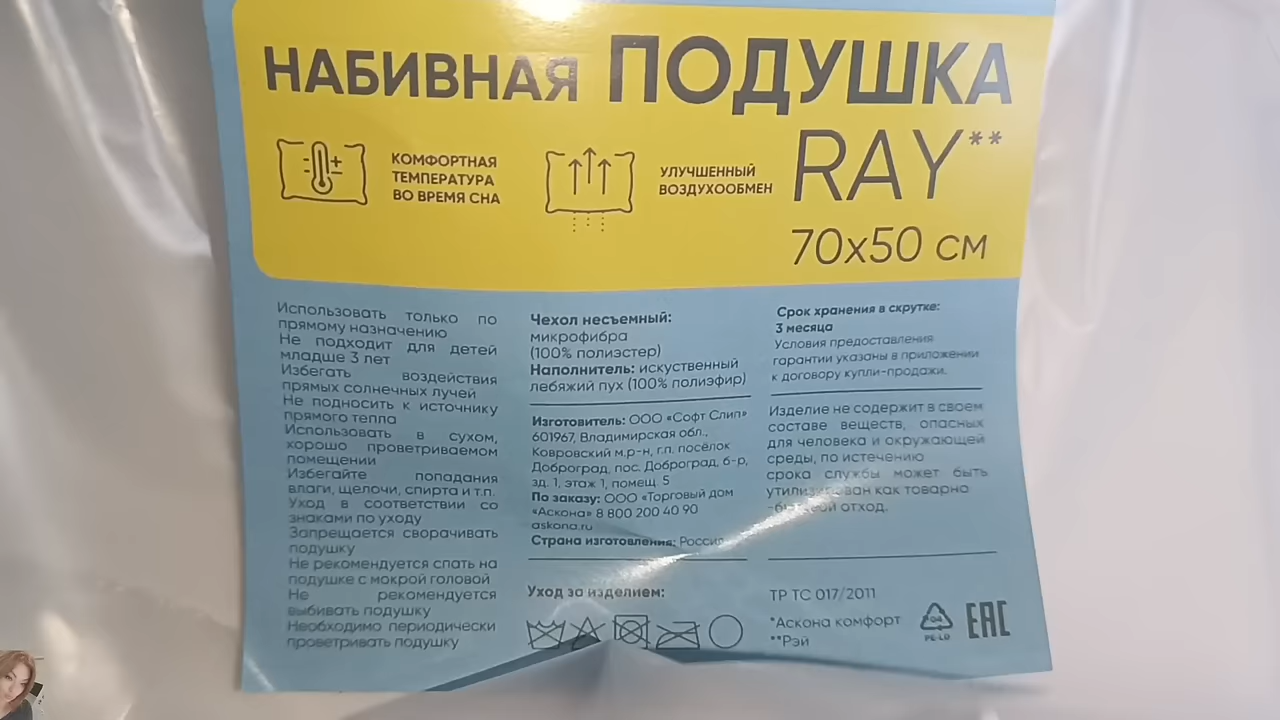 НАБИВНАЯ ПОДУШКА
RAY**
70x50 см
КОМФОРТНАЯ
ТЕМПЕРАТУРА
ВО ВРЕМЯ СНА
УЛУЧШЕННЫЙ
ВОЗДУХООБМЕН
Использовать только по
прямому назначению
Не подходит для детей
младше 3 лет
Избегать воздействия
прямых солнечных лучей
Не подносить к источнику
прямого тепла
Использовать в сухом,
хорошо проветриваемом
помещении
Избегайте попадания
влаги, щелочи, спирта и т.п.
Уход в соответствии со
знаками по уходу
Запрещается сворачивать
подушку
Не рекомендуется спать на
подушке с мокрой головой
Не рекомендуется
выбивать подушку
Необходимо периодически
проветривать подушку
Чехол несъемный:
микрофибра
(100% полиэстер)
Наполнитель: искуственный
лебяжий пух (100% полиэфир)
Изготовитель: ООО «Софт Слип»
601967, Владимирская обл.,
Ковровский м.р-н, г.п. посёлок
Доброград, пос. Доброград, б-р,
зд. 1, этаж 1, помещ. 5
По заказу: ООО «Торговый дом
«Аскона» 8 800 200 40 90
askona.ru
Страна изготовления: Россия
Уход за изделием:
Срок хранения в скрутке:
3 месяца
Условия предоставления
гарантии указаны в приложении
к договору купли-продажи.
Изделие не содержит в своем
составе веществ, опасных
для человека и окружающей
среды, по истечению
срока службы может быть
утилизирован как товарно
-бытовой отход.
ТР ТС 017/2011
*Аскона комфорт
**Рэй
04
PE-LD
EAC